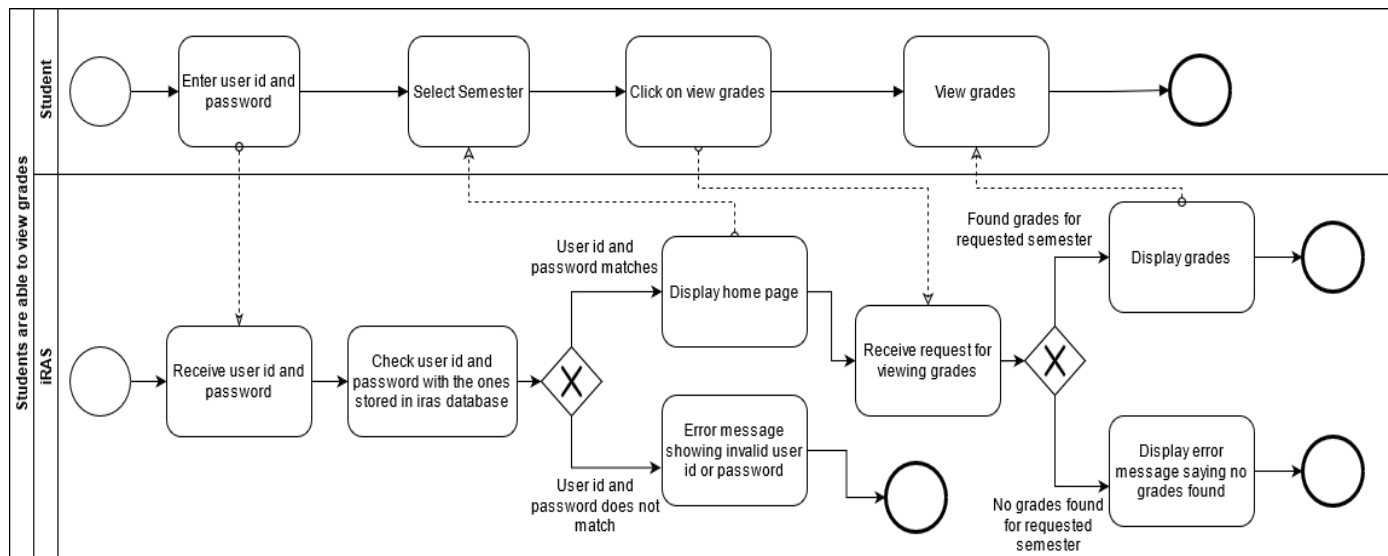 Students are able to view grades
Student
Enter user id and
password
Select Semester
Click on view grades
View grades
iRAS
Receive user id and
password
Check user id and
password with the ones
stored in iras database
User id and
password matches
Display home page
User id and
password does not
match
Error message
showing invalid user
id or password
Receive request for
viewing grades
Found grades for
requested semester
Display grades
No grades found
for requested
semester
Display error
message saying no
grades found